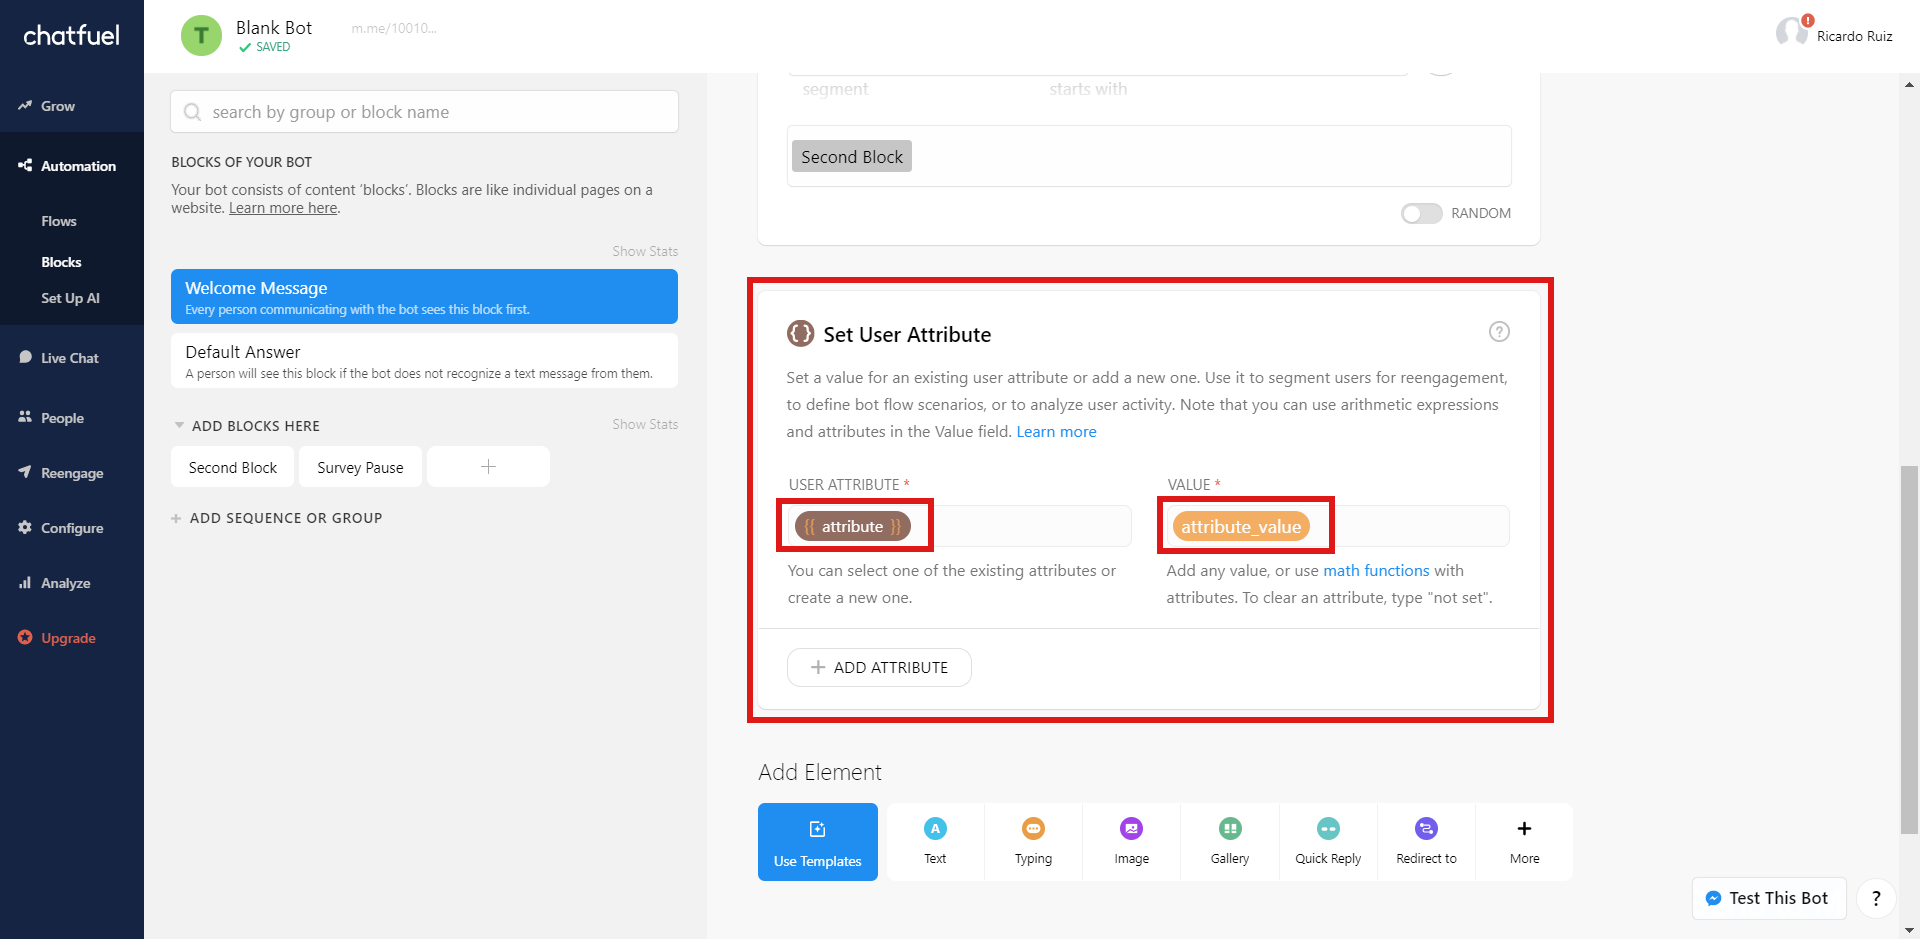 chatfuel
T
Blank Bot
SAVED
m.me/10010...
!
Ricardo Ruiz
Grow
Automation
Flows
Blocks
Set Up AI
Live Chat
People
Reengage
Configure
Analyze
Upgrade
search by group or block name
BLOCKS OF YOUR BOT
Your bot consists of content ‘blocks’. Blocks are like individual pages on a
website. Learn more here.
Show Stats
Welcome Message
Every person communicating with the bot sees this block first.
Default Answer
A person will see this block if the bot does not recognize a text message from them.
ADD BLOCKS HERE
Show Stats
Second Block
Survey Pause
+
+ ADD SEQUENCE OR GROUP
segment
starts with
Second Block
RANDOM
{} Set User Attribute
?
Set a value for an existing user attribute or add a new one. Use it to segment users for reengagement,
to define bot flow scenarios, or to analyze user activity. Note that you can use arithmetic expressions
and attributes in the Value field. Learn more
USER ATTRIBUTE *
{{ attribute }}
You can select one of the existing attributes or
create a new one.
VALUE *
attribute_value
Add any value, or use math functions with
attributes. To clear an attribute, type "not set".
+ ADD ATTRIBUTE
Add Element
Use Templates
A
Text
Typing
Image
Gallery
Quick Reply
Redirect to
+
More
Test This Bot
?